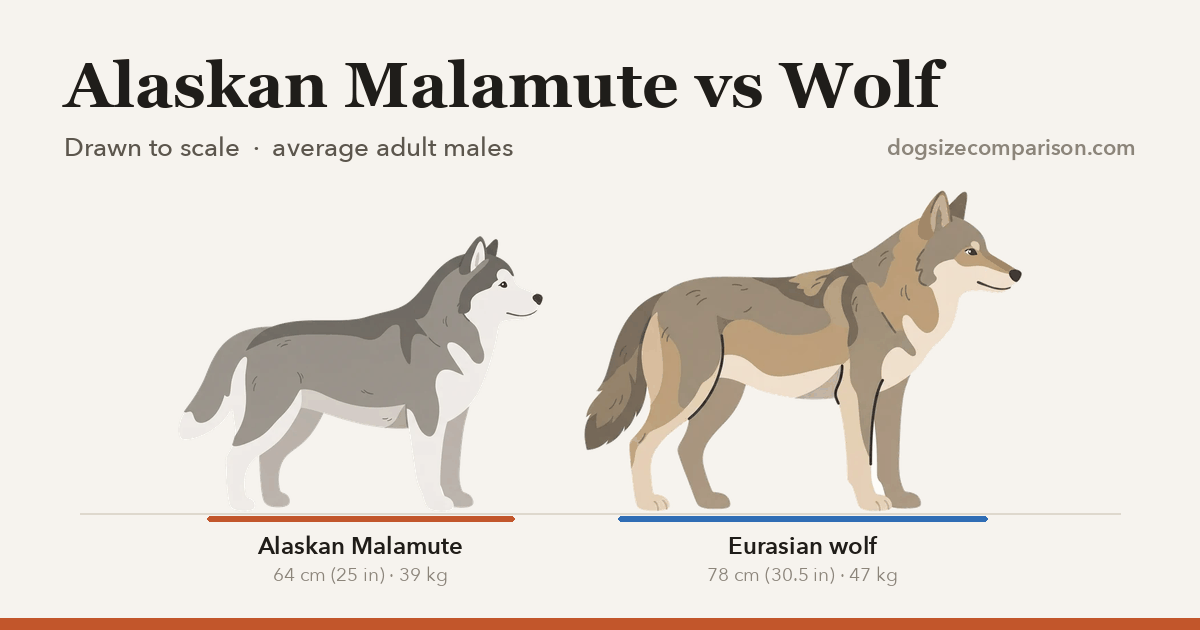 Alaskan Malamute vs Wolf
Drawn to scale · average adult males
dogsizecomparison.com
Alaskan Malamute
64 cm (25 in) · 39 kg
Eurasian wolf
78 cm (30.5 in) · 47 kg